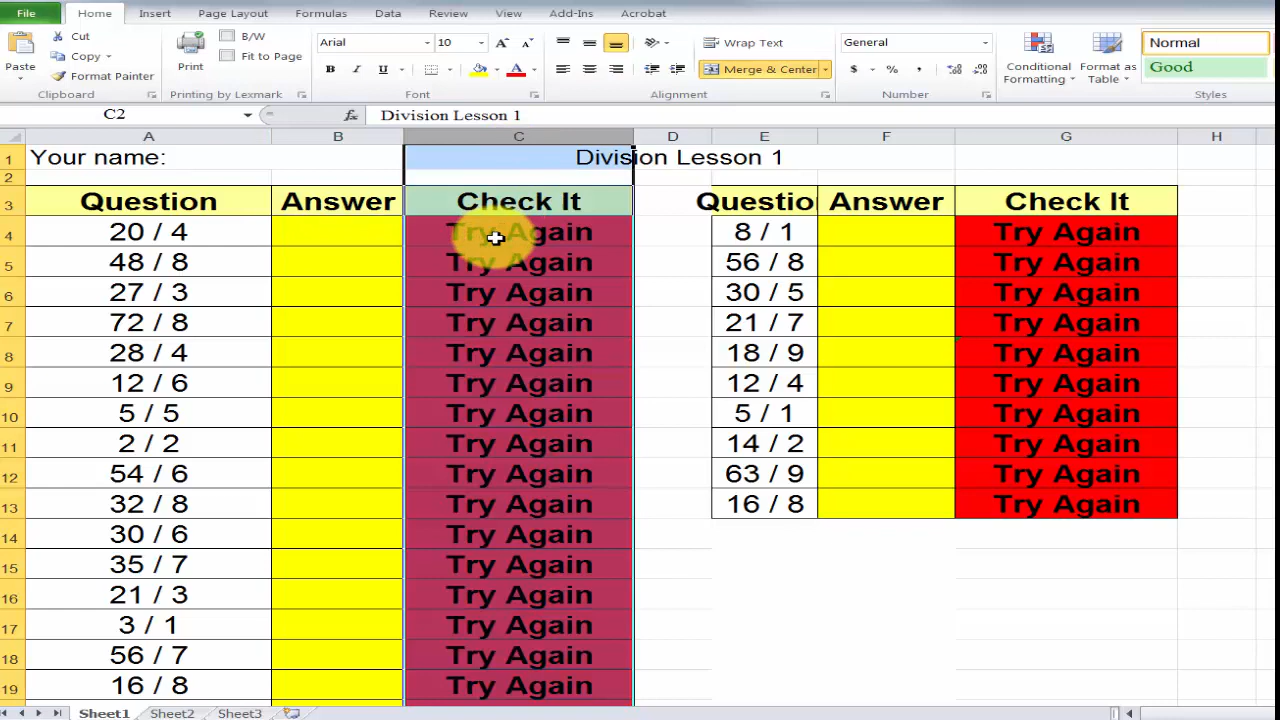 File Home Insert Page Layout Formulas Data Review View Add-Ins Acrobat
Cut B/W Arial 10 Wrap Text General Normal
Copy Fit to Page Good
Paste Format Painter Print B I U Merge & Center $ % , Conditional Formatting Format as Table
Clipboard Printing by Lexmark Font Alignment Number Styles
C2 fx Division Lesson 1
A B C D E F G H
1 Your name: Division Lesson 1
2
3 Question Answer Check It Question Answer Check It
4 20 / 4 Try Again 8 / 1 Try Again
5 48 / 8 Try Again 56 / 8 Try Again
6 27 / 3 Try Again 30 / 5 Try Again
7 72 / 8 Try Again 21 / 7 Try Again
8 28 / 4 Try Again 18 / 9 Try Again
9 12 / 6 Try Again 12 / 4 Try Again
10 5 / 5 Try Again 5 / 1 Try Again
11 2 / 2 Try Again 14 / 2 Try Again
12 54 / 6 Try Again 63 / 9 Try Again
13 32 / 8 Try Again 16 / 8 Try Again
14 30 / 6 Try Again
15 35 / 7 Try Again
16 21 / 3 Try Again
17 3 / 1 Try Again
18 56 / 7 Try Again
19 16 / 8 Try Again
Sheet1 Sheet2 Sheet3